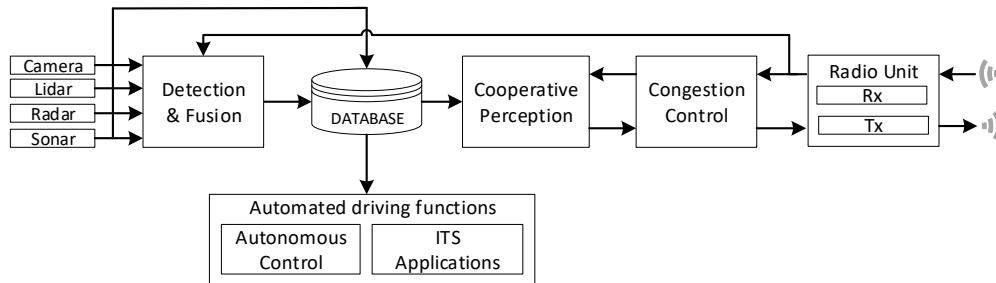 Camera
Lidar
Radar
Sonar
Detection
& Fusion
DATABASE
Cooperative
Perception
Congestion
Control
Radio Unit
Rx
Tx
Automated driving functions
Autonomous
Control
ITS
Applications